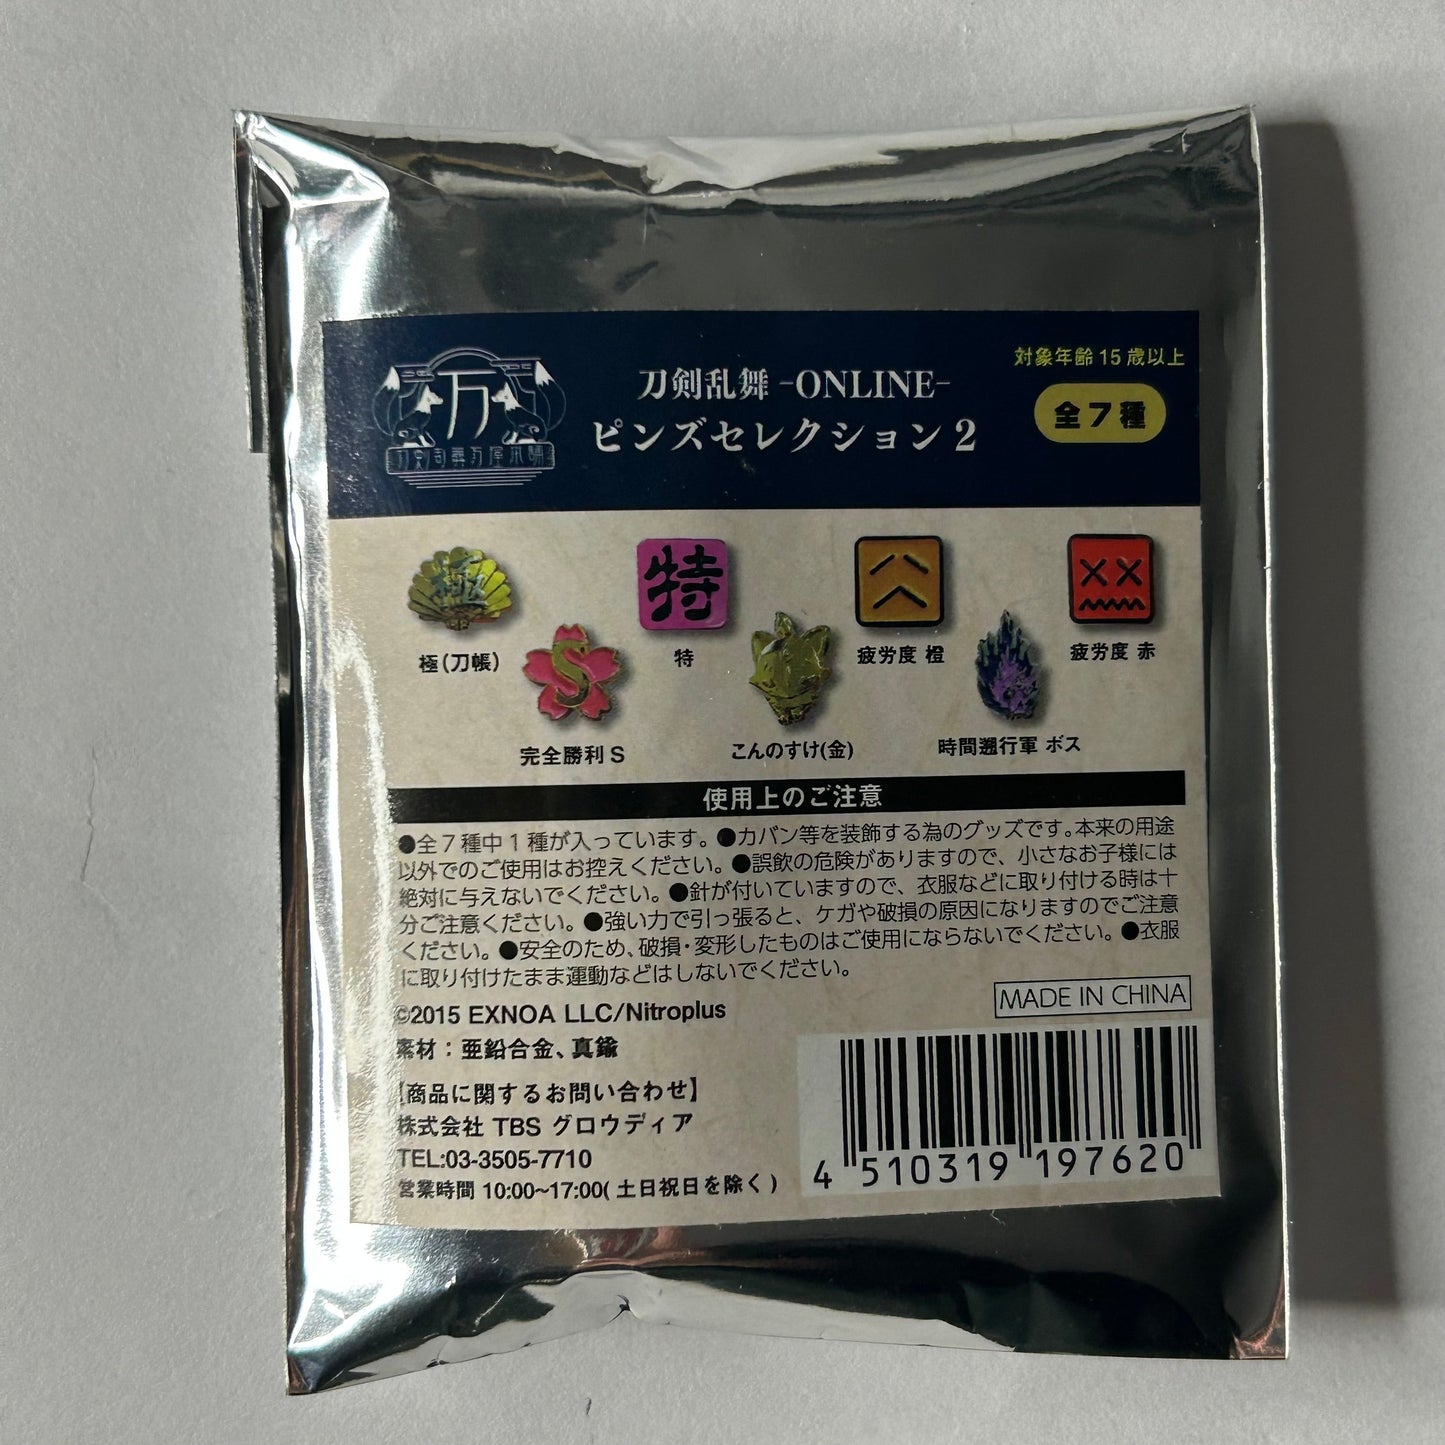 万
刀剣乱舞 -ONLINE-
ピンズセレクション2
対象年齢15歳以上
全7種
極
極(刀帳)
S
完全勝利S
特
特
こんのすけ(金)
疲労度 橙
時間遡行軍 ボス
疲労度 赤
使用上のご注意
●全7種中1種が入っています。●カバン等を装飾する為のグッズです。本来の用途
以外でのご使用はお控えください。●誤飲の危険がありますので、小さなお子様には
絶対に与えないでください。●針が付いていますので、衣服などに取り付ける時は十
分ご注意ください。●強い力で引っ張ると、ケガや破損の原因になりますのでご注意
ください。●安全のため、破損・変形したものはご使用にならないでください。●衣服
に取り付けたまま運動などはしないでください。
©2015 EXNOA LLC/Nitroplus
素材：亜鉛合金、真鍮
MADE IN CHINA
【商品に関するお問い合わせ】
株式会社 TBS グロウディア
TEL:03-3505-7710
営業時間 10:00~17:00(土日祝日を除く)
4 510319 197620